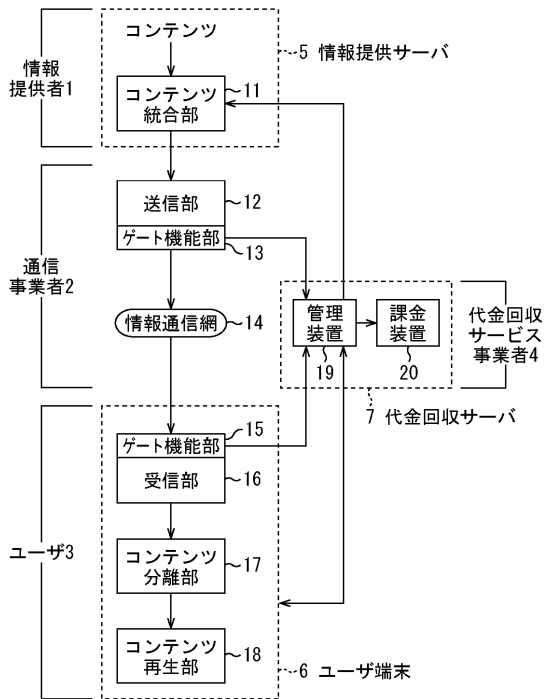 コンテンツ
5 情報提供サーバ
情報
提供者1
コンテンツ
統合部
11
送信部
12
ゲート機能部
13
通信
事業者2
情報通信網
14
管理
装置
19
課金
装置
20
代金回収
サービス
事業者4
7 代金回収サーバ
ゲート機能部
15
受信部
16
ユーザ3
コンテンツ
分離部
17
コンテンツ
再生部
18
6 ユーザ端末